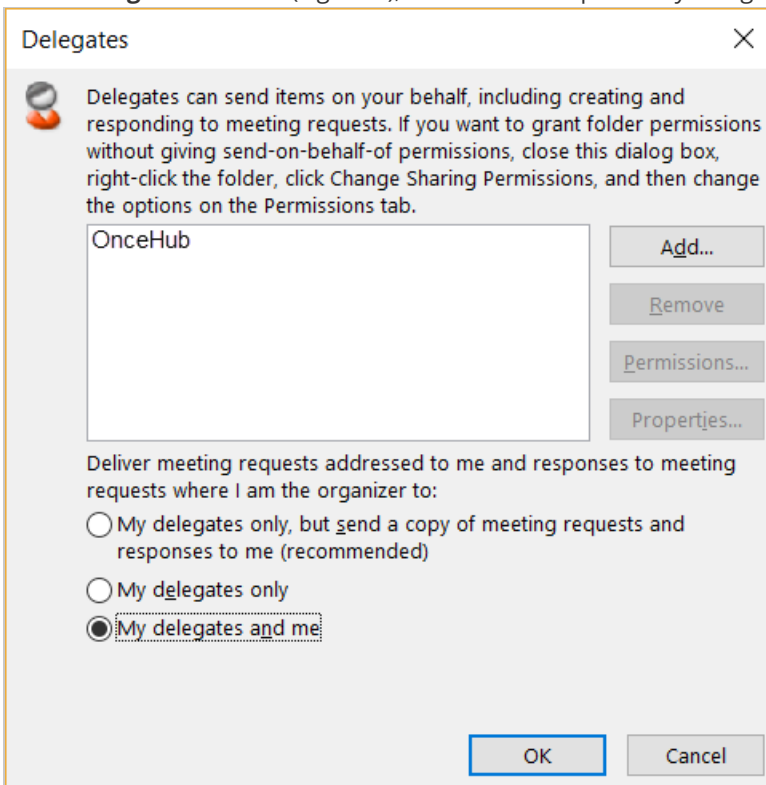 Delegates
Delegates can send items on your behalf, including creating and
responding to meeting requests. If you want to grant folder permissions
without giving send-on-behalf-of permissions, close this dialog box,
right-click the folder, click Change Sharing Permissions, and then change
the options on the Permissions tab.
OnceHub
Add...
Remove
Permissions...
Properties...
Deliver meeting requests addressed to me and responses to meeting
requests where I am the organizer to:
My delegates only, but send a copy of meeting requests and
responses to me (recommended)
My delegates only
My delegates and me
OK
Cancel